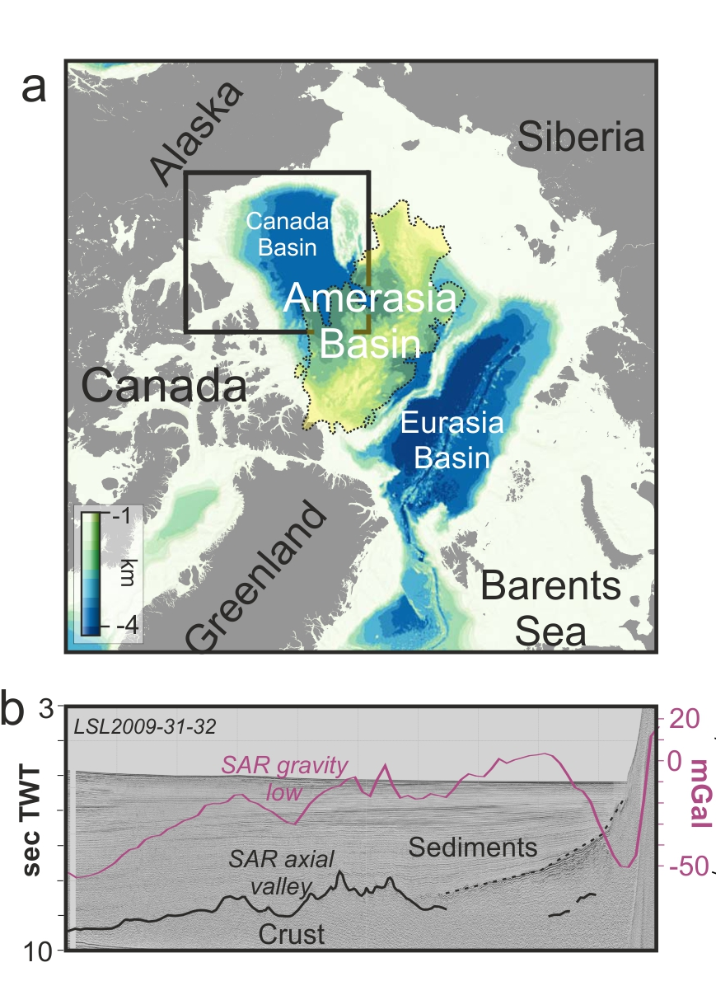 a
Alaska
Siberia
Canada
Basin
Amerasia
Basin
Canada
Eurasia
Basin
Greenland
-1
km
-4
Barents
Sea
b
3
LSL2009-31-32
20
SAR gravity
low
0
mGal
sec TWT
Sediments
SAR axial
valley
-50
Crust
10